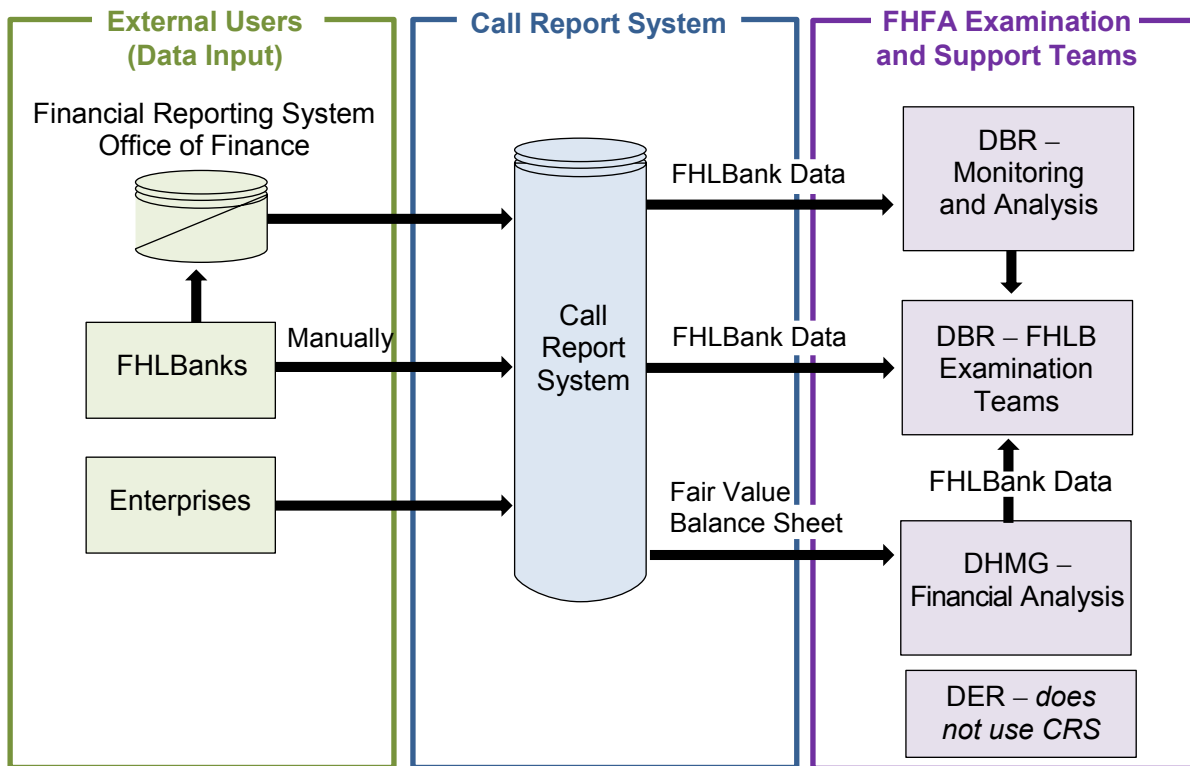 External Users
(Data Input)
Call Report System
FHFA Examination
and Support Teams
Financial Reporting System
Office of Finance
FHLBanks
Manually
Enterprises
Call
Report
System
FHLBank Data
FHLBank Data
Fair Value
Balance Sheet
DBR –
Monitoring
and Analysis
DBR – FHLB
Examination
Teams
FHLBank Data
DHMG –
Financial Analysis
DER – does
not use CRS